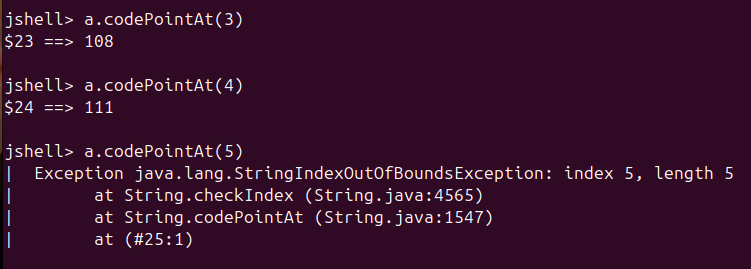 jshell> a.codePointAt(3)
$23 ==> 108
jshell> a.codePointAt(4)
$24 ==> 111
jshell> a.codePointAt(5)
|  Exception java.lang.StringIndexOutOfBoundsException: index 5, length 5
|        at String.checkIndex (String.java:4565)
|        at String.codePointAt (String.java:1547)
|        at (#25:1)